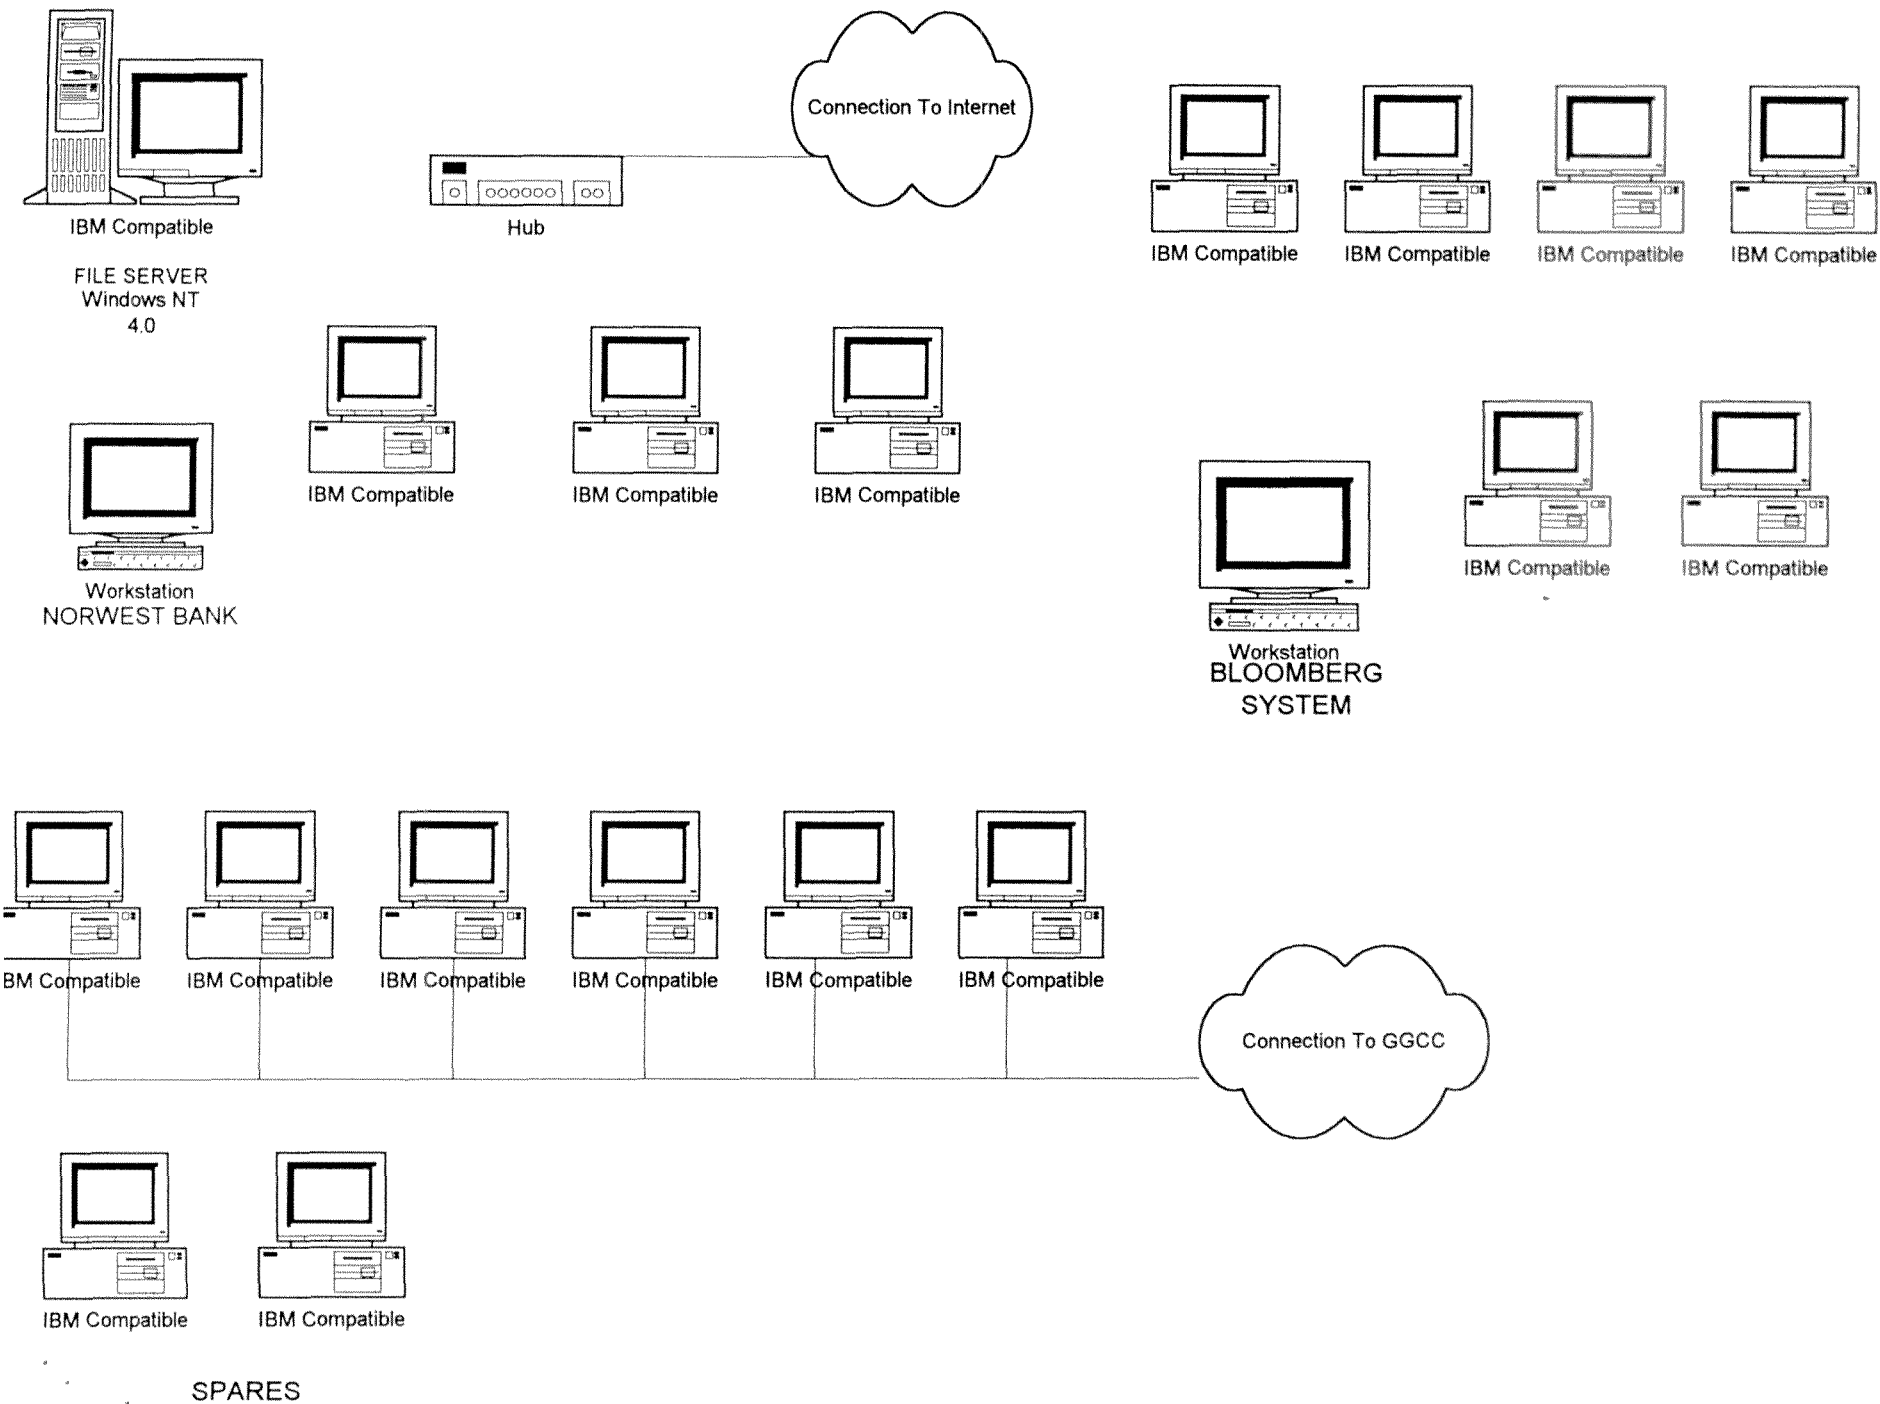 Connection To Internet
IBM Compatible
Hub
FILE SERVER
Windows NT
4.0
IBM Compatible
IBM Compatible
IBM Compatible
IBM Compatible
IBM Compatible
IBM Compatible
IBM Compatible
Workstation
NORWEST BANK
IBM Compatible
IBM Compatible
Workstation
BLOOMBERG
SYSTEM
BM Compatible
IBM Compatible
IBM Compatible
IBM Compatible
IBM Compatible
IBM Compatible
Connection To GGCC
IBM Compatible
IBM Compatible
SPARES